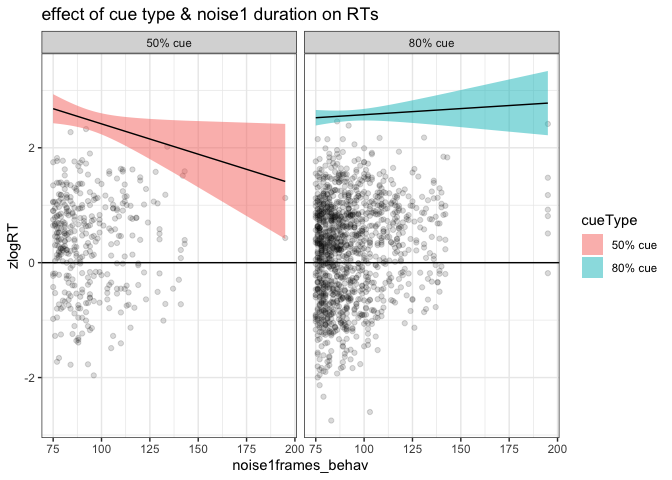 effect of cue type & noise1 duration on RTs
50% cue
80% cue
zlogRT
2
0
-2
75
100
125
150
175
200
75
100
125
150
175
200
noise1frames_behav
cueType
50% cue
80% cue